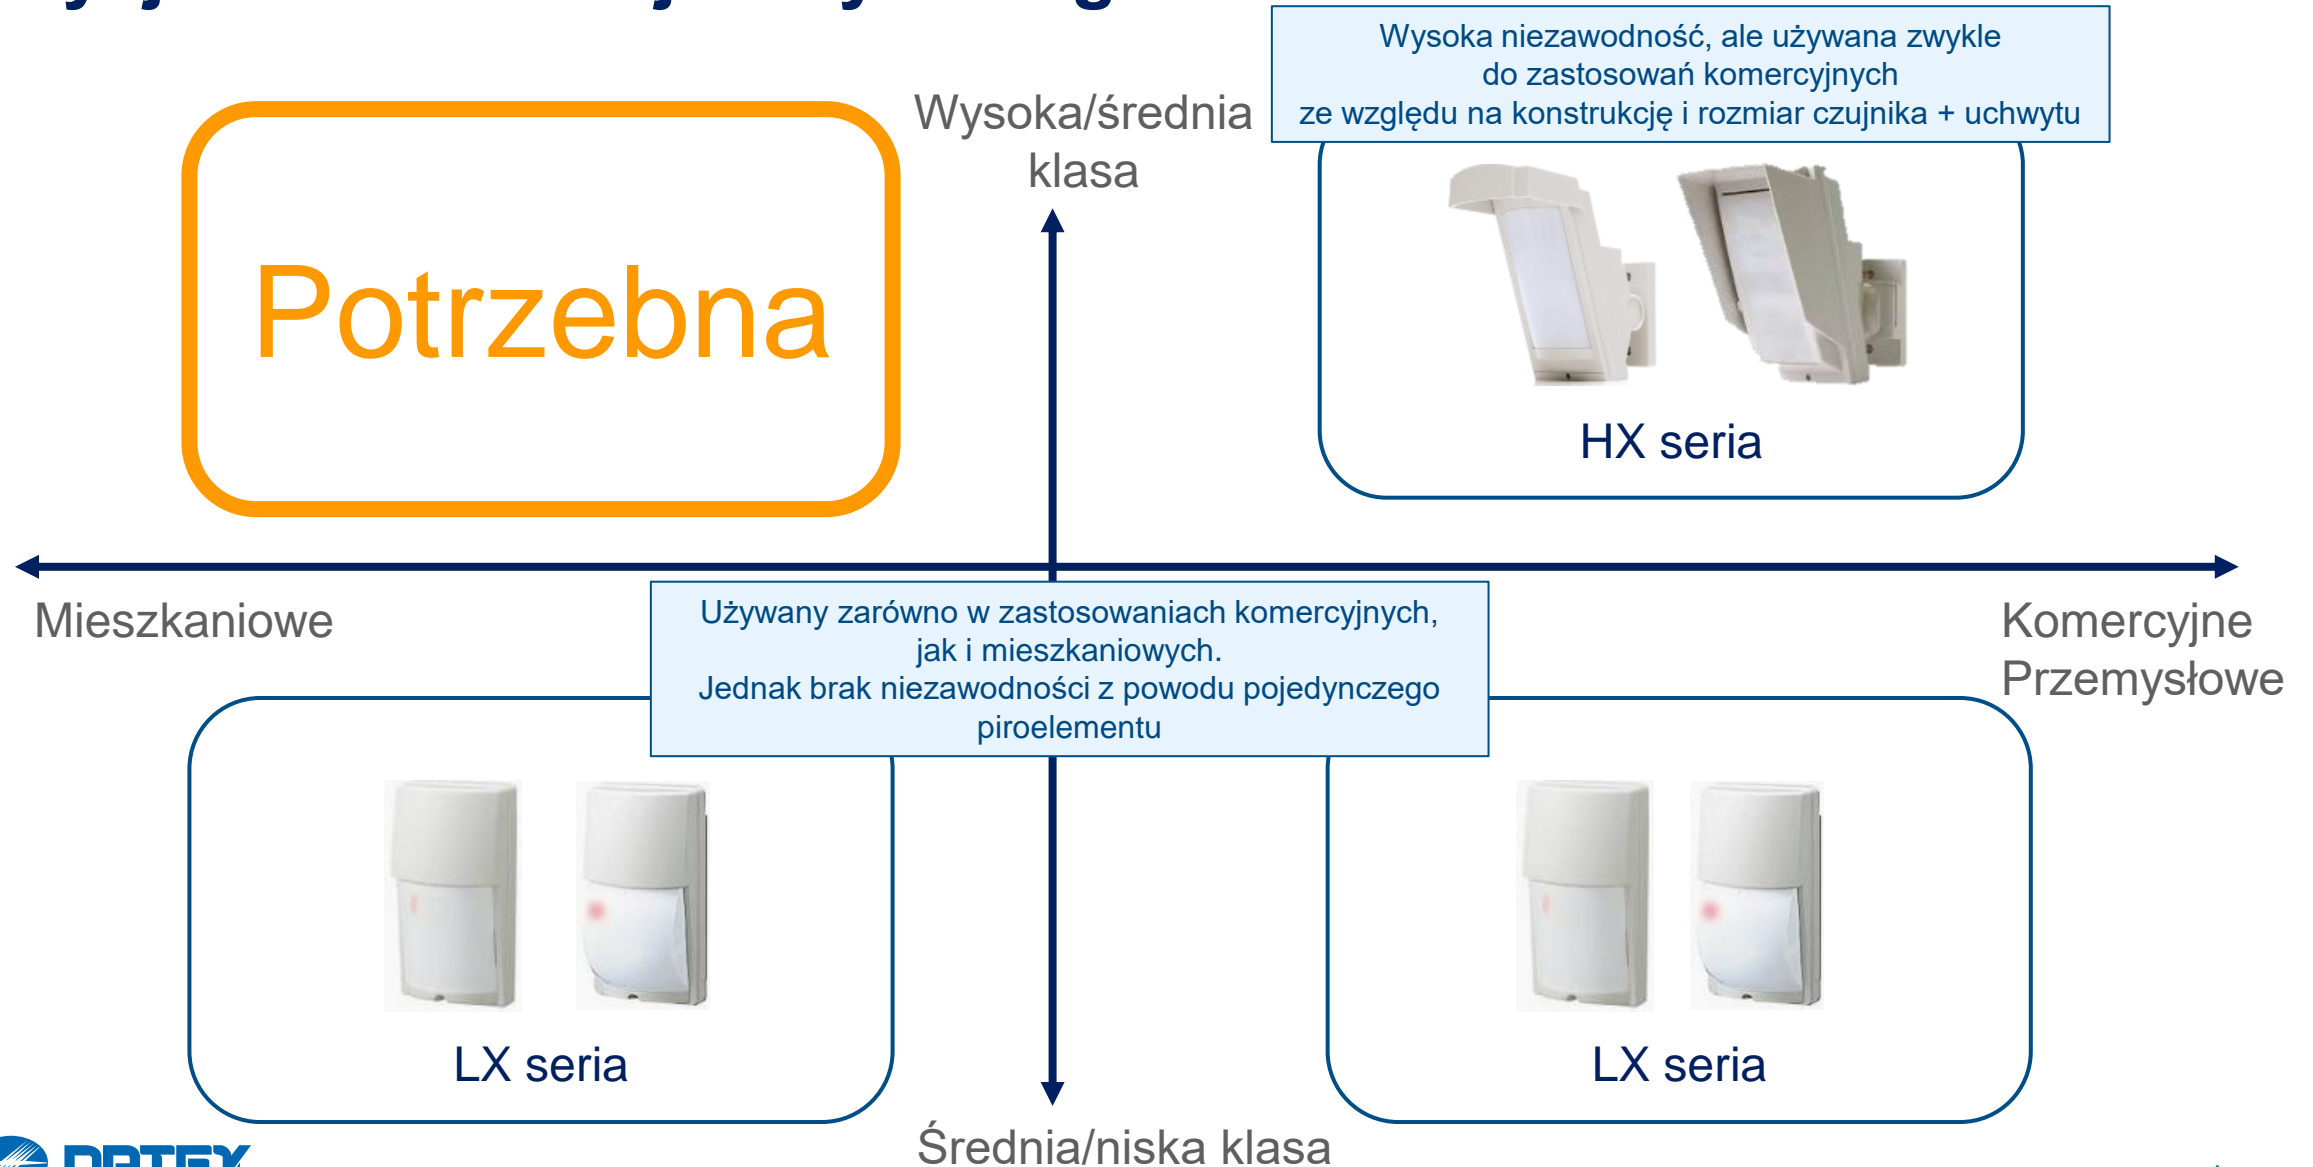 Wysoka niezawodność, ale używana zwykle
do zastosowań komercyjnych
ze względu na konstrukcję i rozmiar czujnika + uchwytu
Wysoka/średnia
klasa
Potrzebna
HX seria
Mieszkaniowe
Komercyjne
Przemysłowe
Używany zarówno w zastosowaniach komercyjnych,
jak i mieszkaniowych.
Jednak brak niezawodności z powodu pojedynczego
piroelementu
LX seria
LX seria
Średnia/niska klasa